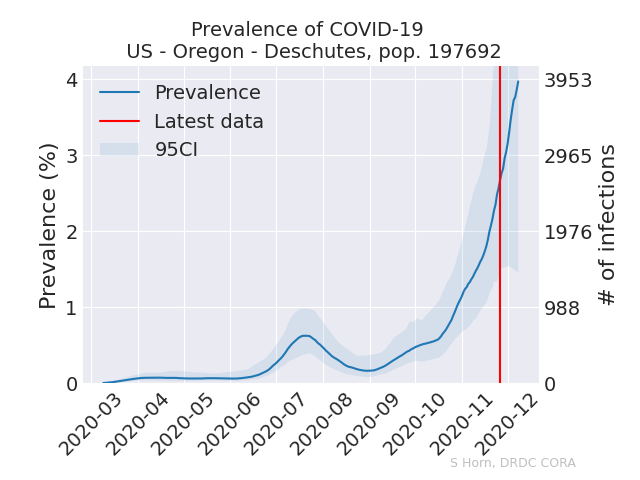 Prevalence of COVID-19
US - Oregon - Deschutes, pop. 197692
Prevalence
Latest data
95CI
Prevalence (%)
4
3
2
1
0
3953
2965
1976
988
0
# of infections
2020-03
2020-04
2020-05
2020-06
2020-07
2020-08
2020-09
2020-10
2020-11
2020-12
S Horn, DRDC CORA